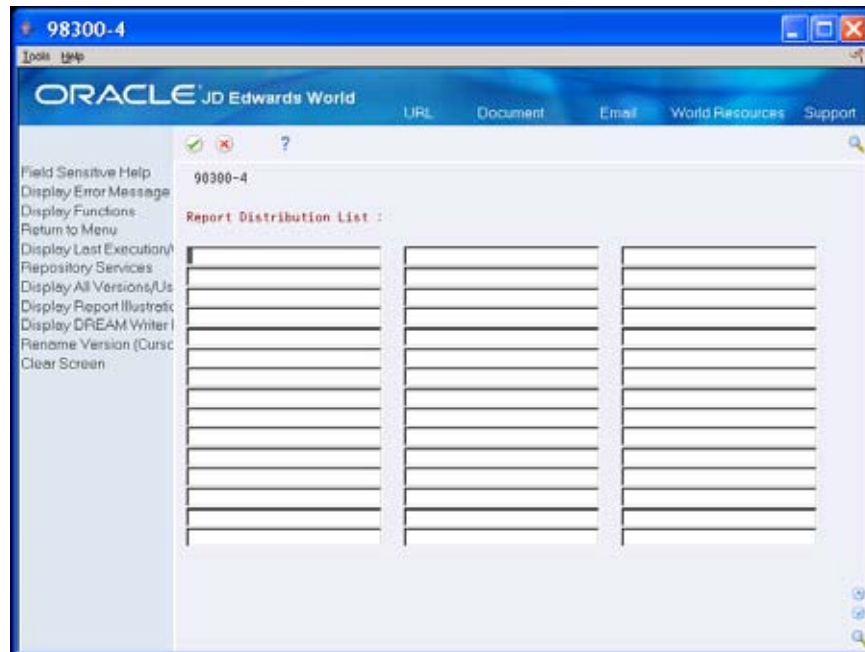 98300-4
Tools Help
ORACLE JD Edwards World
URL Document Email World Resources Support
?
Field Sensitive Help
Display Error Message
Display Functions
Return to Menu
Display Last Execution/
Repository Services
Display All Versions/Us
Display Report Illustratic
Display DREAM Writer
Rename Version (Cursc
Clear Screen
98300-4
Report Distribution List :